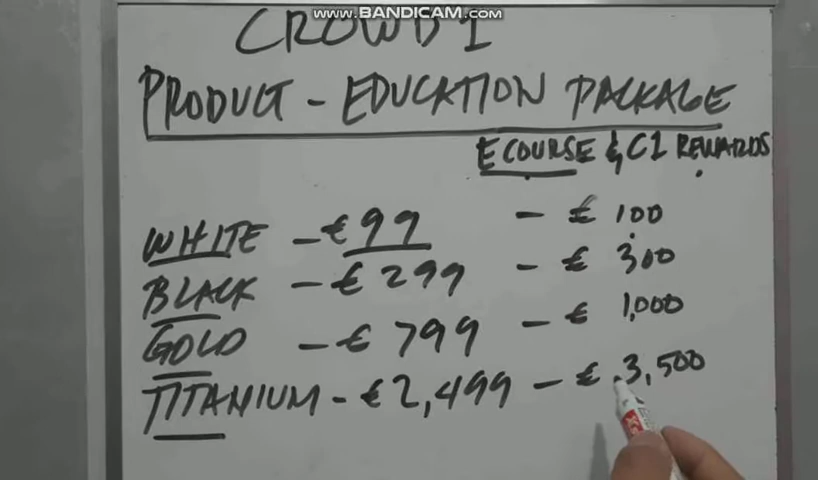 www.BANDICAM.com
CROWD1
PRODUCT - EDUCATION PACKAGE
ECOURSE & C1 REWARDS
WHITE - € 99 - € 100
BLACK - € 299 - € 300
GOLD - € 799 - € 1,000
TITANIUM - € 2,499 - € 3,500